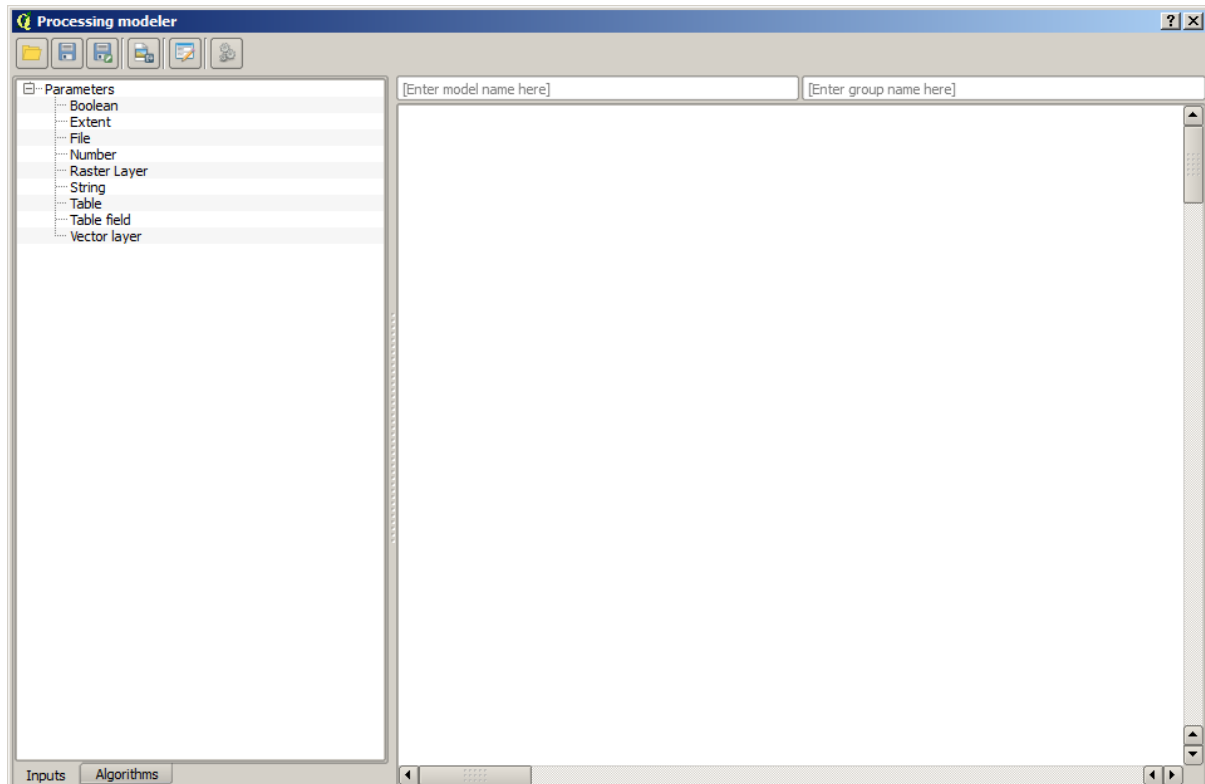 Processing modeler
Parameters
Boolean
Extent
File
Number
Raster Layer
String
Table
Table field
Vector layer
[Enter model name here]
[Enter group name here]
Inputs
Algorithms